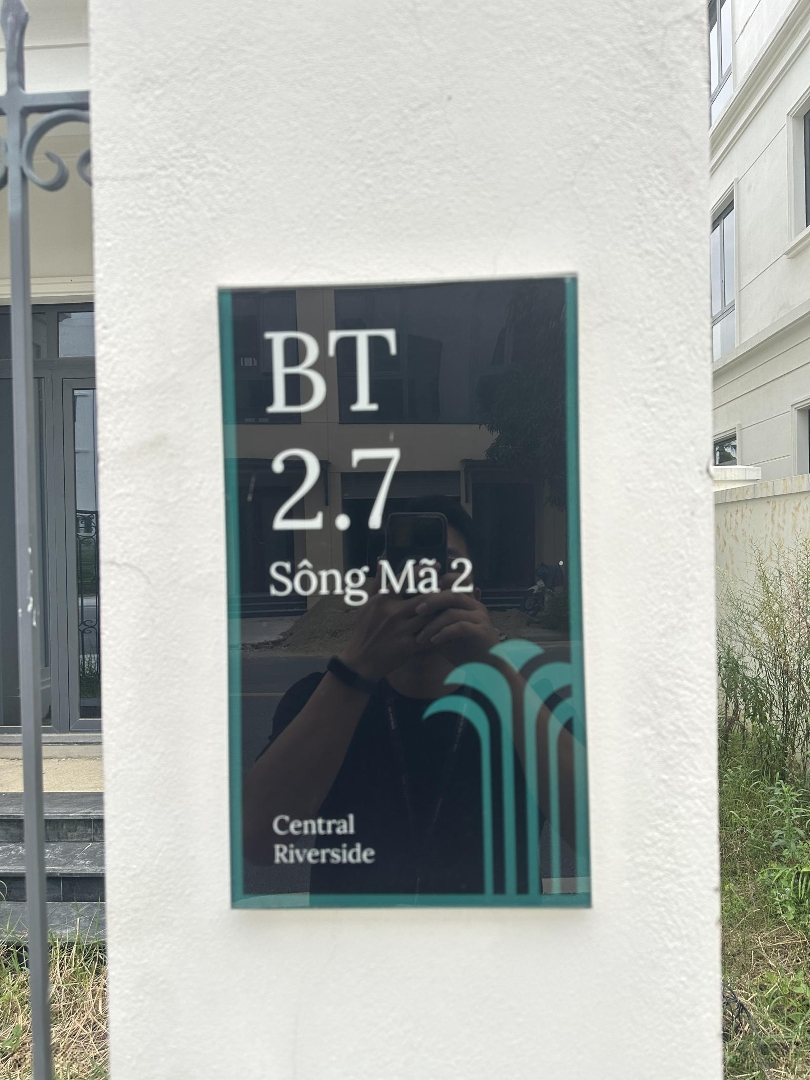 BT
2.7
Sông Mã 2
Central
Riverside